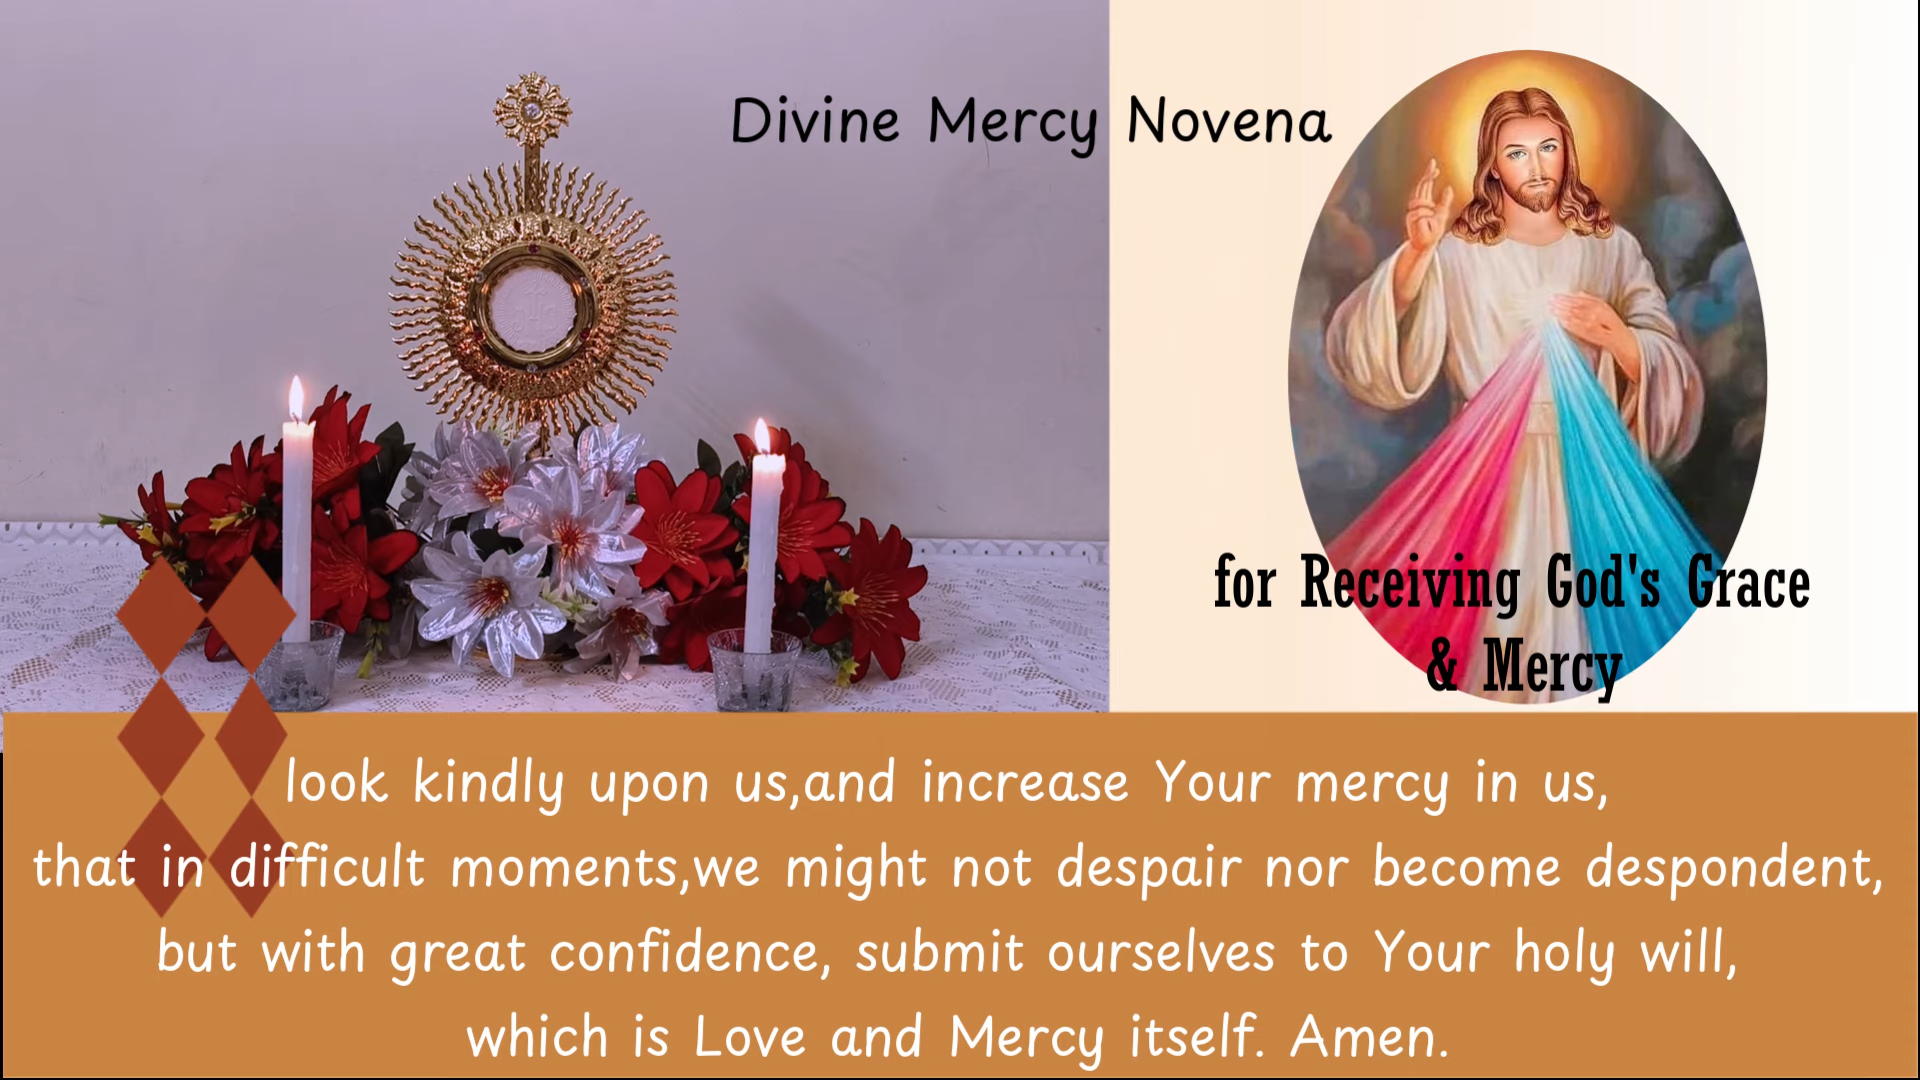 Divine Mercy Novena
for Receiving God's Grace
& Mercy
look kindly upon us,and increase Your mercy in us,
that in difficult moments,we might not despair nor become despondent,
but with great confidence, submit ourselves to Your holy will,
which is Love and Mercy itself. Amen.